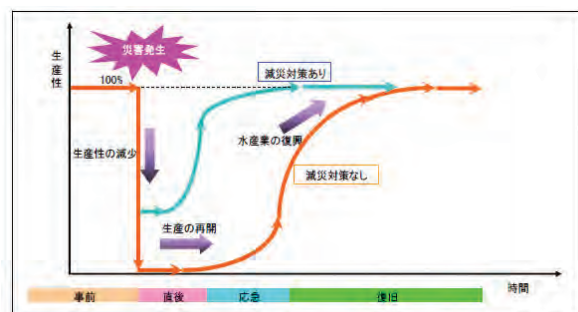 生産性
災害発生
100%
減災対策あり
生産性の減少
水産業の復興
減災対策なし
生産の再開
時間
事前
直後
応急
復旧